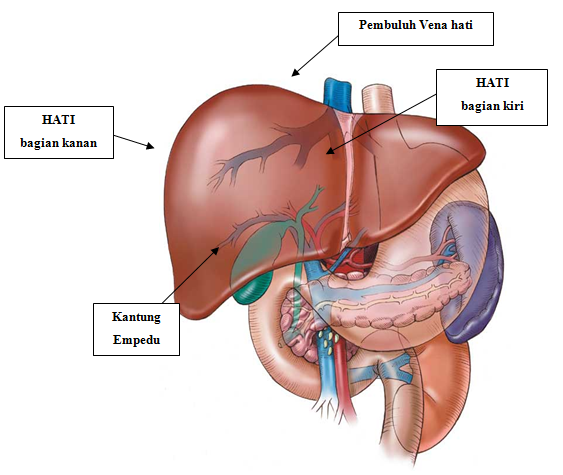 Pembuluh Vena hati
HATI
bagian kiri
HATI
bagian kanan
Kantung
Empedu